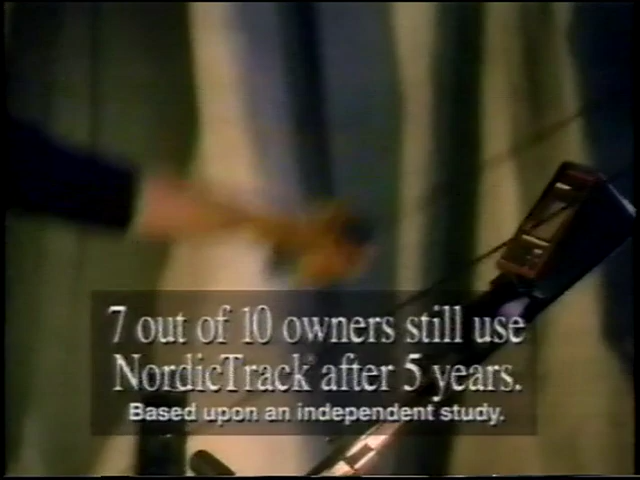 7 out of 10 owners still use
NordicTrack® after 5 years.
Based upon an independent study.